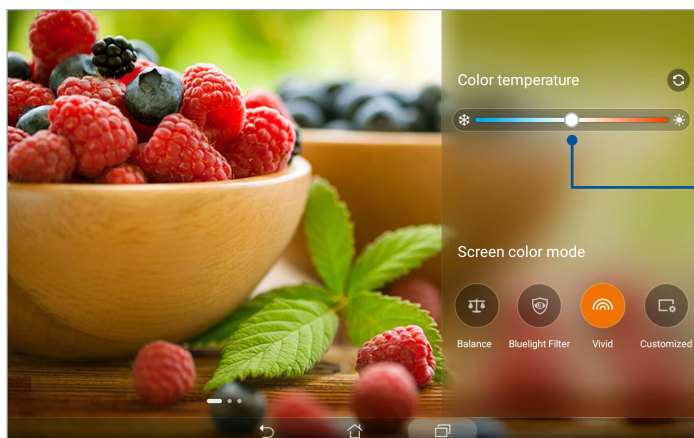 Color temperature
Screen color mode
Balance
Bluelight Filter
Vivid
Customized